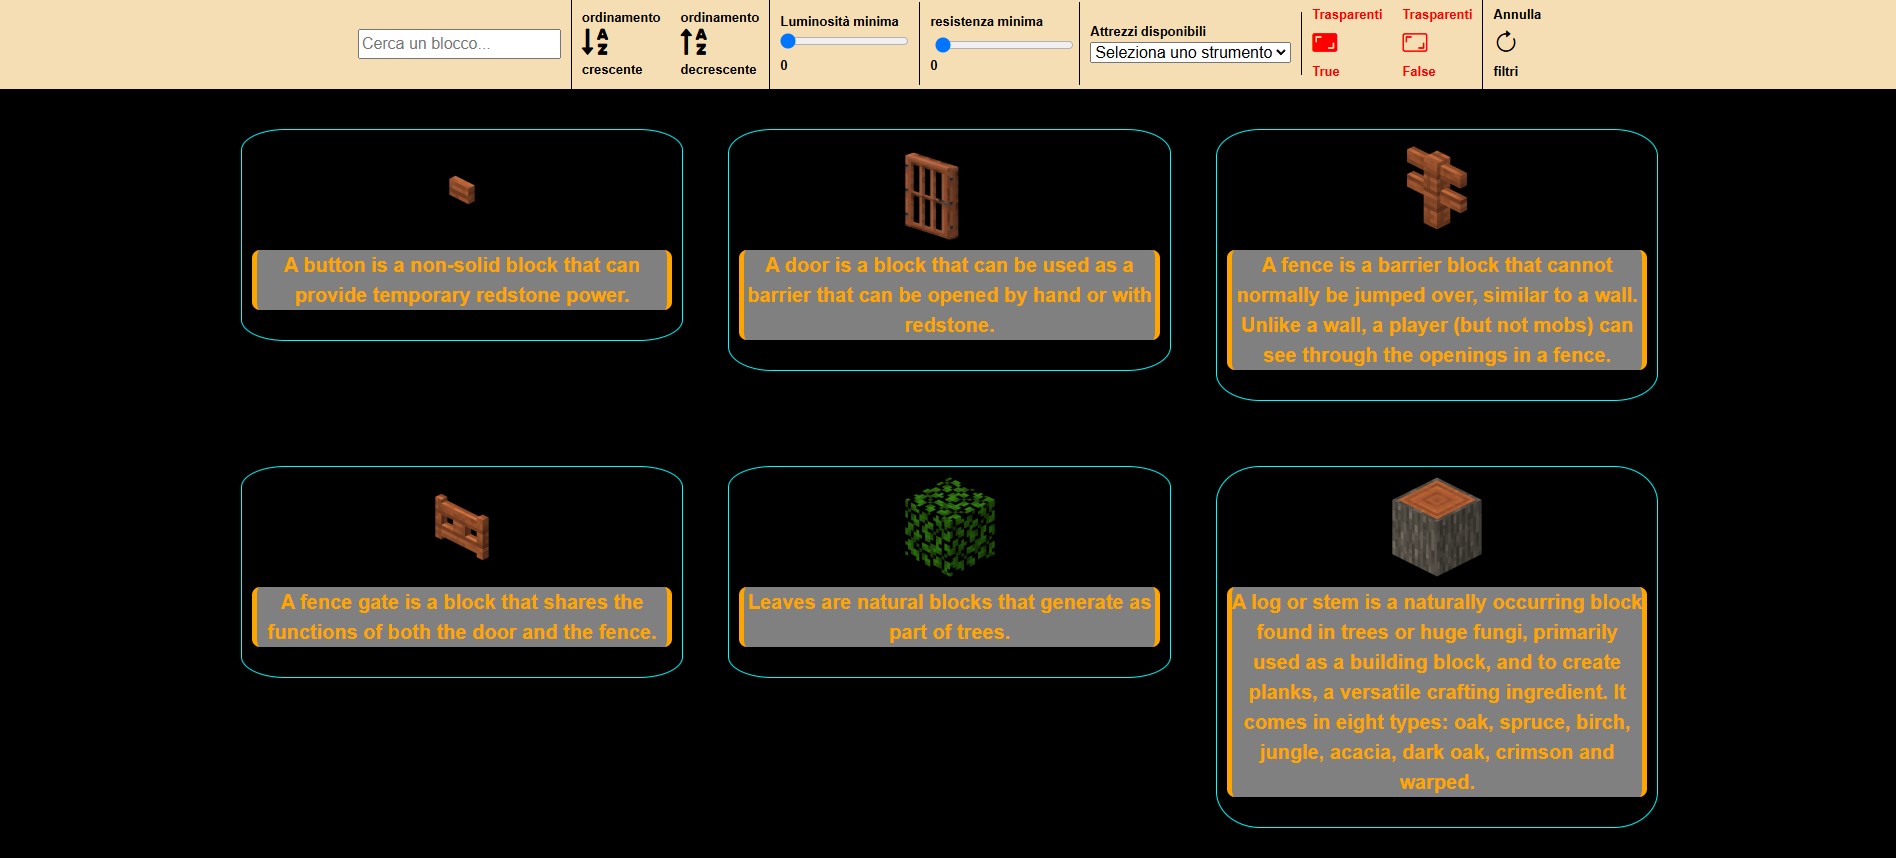 Cerca un blocco...
ordinamento
A
Z
crescente
ordinamento
A
Z
decrescente
Luminosità minima
0
resistenza minima
0
Attrezzi disponibili
Seleziona uno strumento
Trasparenti
True
Trasparenti
False
Annulla
filtri
A button is a non-solid block that can
provide temporary redstone power.
A door is a block that can be used as a
barrier that can be opened by hand or with
redstone.
A fence is a barrier block that cannot
normally be jumped over, similar to a wall.
Unlike a wall, a player (but not mobs) can
see through the openings in a fence.
A fence gate is a block that shares the
functions of both the door and the fence.
Leaves are natural blocks that generate as
part of trees.
A log or stem is a naturally occurring block
found in trees or huge fungi, primarily
used as a building block, and to create
planks, a versatile crafting ingredient. It
comes in eight types: oak, spruce, birch,
jungle, acacia, dark oak, crimson and
warped.